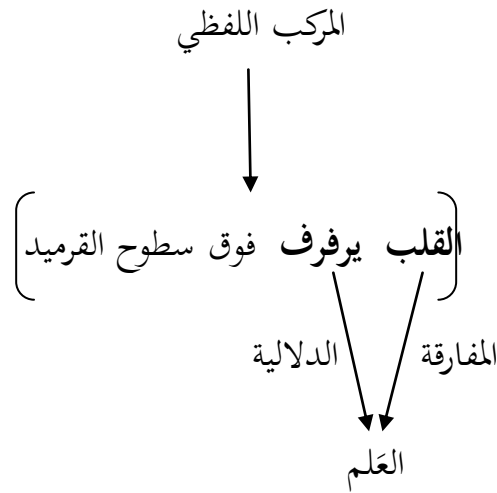 المركب اللفظي
القلب يرفرف فوق سطوح القرميد
المفارقة الدلالية
العَلم